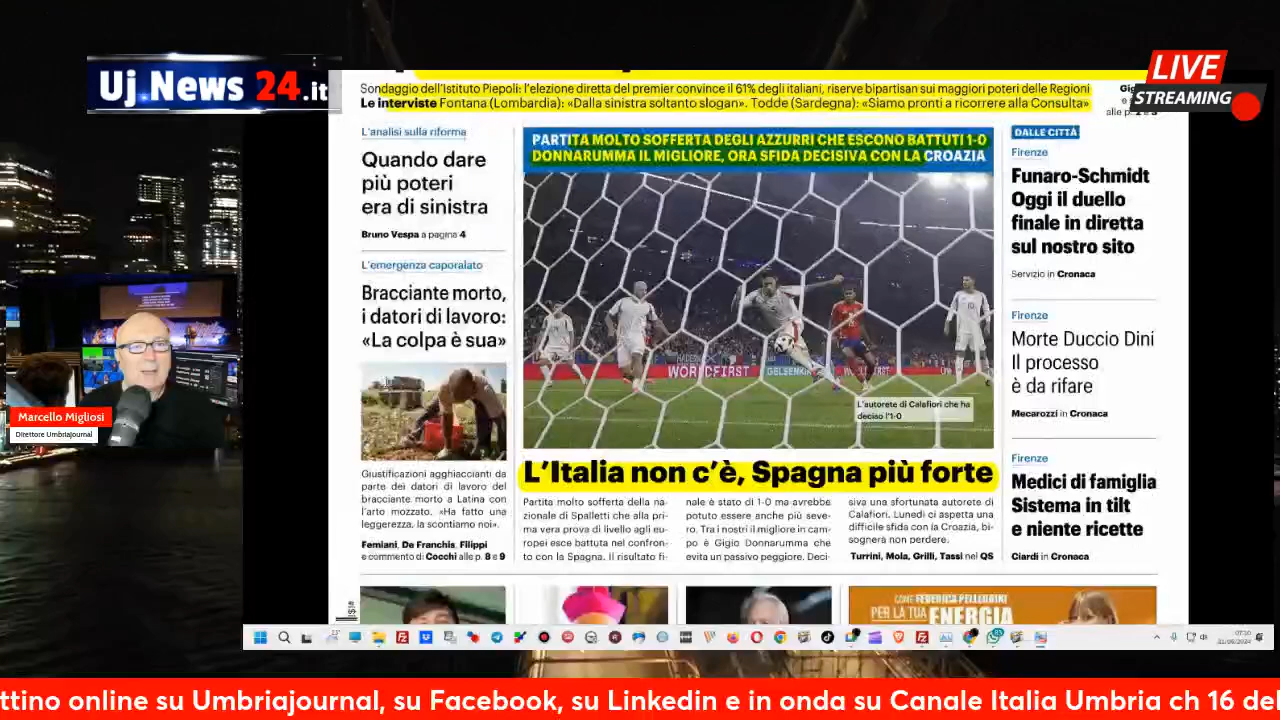 Uj News 24.it
LIVE
STREAMING
Sondaggio dell'Istituto Piepoli: l'elezione diretta del premier convince il 61% degli italiani, riserve bipartisan sui maggiori poteri delle Regioni
Le interviste Fontana (Lombardia): «Dalla sinistra soltanto slogan». Todde (Sardegna): «Siamo pronti a ricorrere alla Consulta»
alle p.
L'analisi sulla riforma
Quando dare
più poteri
era di sinistra
Bruno Vespa a pagina 4
L'emergenza caporalato
Bracciante morto,
i datori di lavoro:
«La colpa è sua»
Giustificazioni agghiaccianti da
parte dei datori di lavoro del
bracciante morto a Latina con
l'arto mozzato. «Ha fatto una
leggerezza, la scontiamo noi».
Femiani, De Franchis, Filippi
e commento di Cocchi alle p. 8 e 9
PARTITA MOLTO SOFFERTA DEGLI AZZURRI CHE ESCONO BATTUTI 1-0
DONNARUMMA IL MIGLIORE, ORA SFIDA DECISIVA CON LA CROAZIA
WORLDFIRST
GELSENKI
L'autorete di Calafiori che ha
deciso l'1-0
L'Italia non c'è, Spagna più forte
Partita molto sofferta della na-
zionale di Spalletti che alla pri-
ma vera prova di livello agli eu-
ropei esce battuta nel confron-
to con la Spagna. Il risultato fi-
nale è stato di 1-0 ma avrebbe
potuto essere anche più seve-
ro. Tra i nostri il migliore in cam-
po è Gigio Donnarumma che
evita un passivo peggiore. Deci-
siva una sfortunata autorete di
Calafiori. Lunedì ci aspetta una
difficile sfida con la Croazia, bi-
sognerà non perdere.
Turrini, Mola, Grilli, Tassi nel QS
DALLE CITTÀ
Firenze
Funaro-Schmidt
Oggi il duello
finale in diretta
sul nostro sito
Servizio in Cronaca
Firenze
Morte Duccio Dini
Il processo
è da rifare
Mecarozzi in Cronaca
Firenze
Medici di famiglia
Sistema in tilt
e niente ricette
Ciardi in Cronaca
COME FEDERICA PELLEGRINI
PER LA TUA
ENERGIA
Marcello Migliosi
Direttore Umbriajournal
07:30
21/06/2024
ttino online su Umbriajournal, su Facebook, su Linkedin e in onda su Canale Italia Umbria ch 16 de